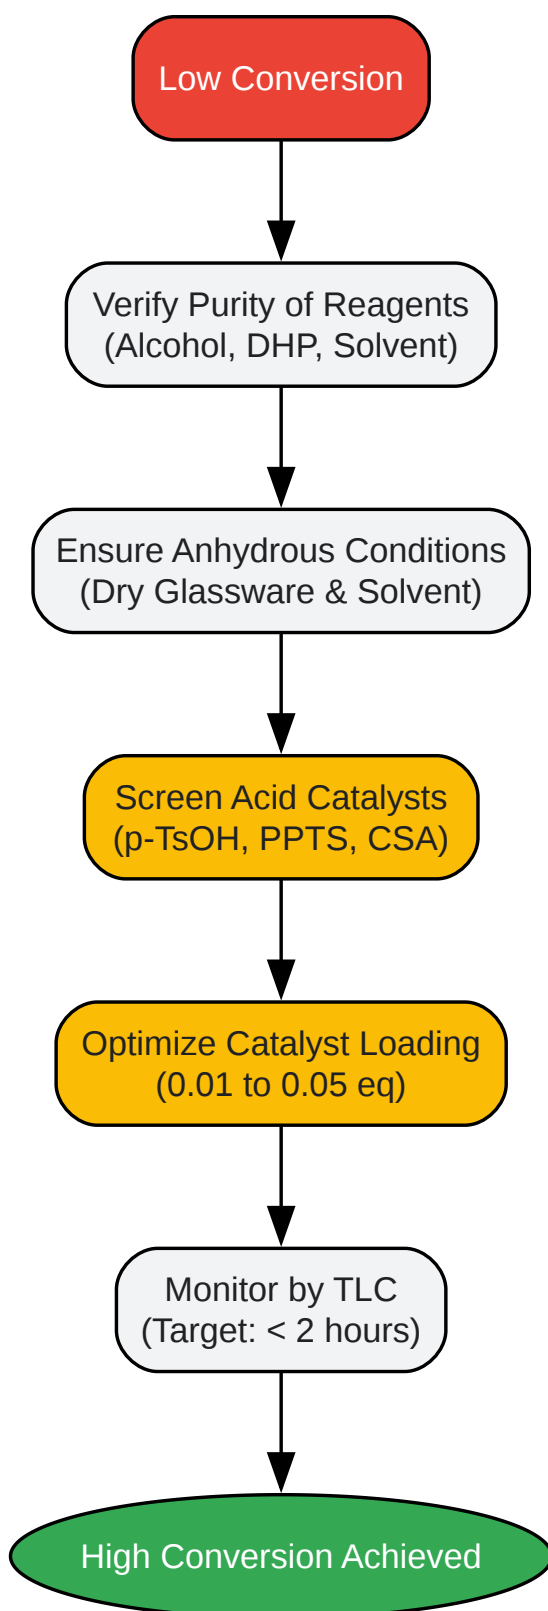 Low Conversion
Verify Purity of Reagents
(Alcohol, DHP, Solvent)
Ensure Anhydrous Conditions
(Dry Glassware & Solvent)
Screen Acid Catalysts
(p-TsOH, PPTS, CSA)
Optimize Catalyst Loading
(0.01 to 0.05 eq)
Monitor by TLC
(Target: < 2 hours)
High Conversion Achieved